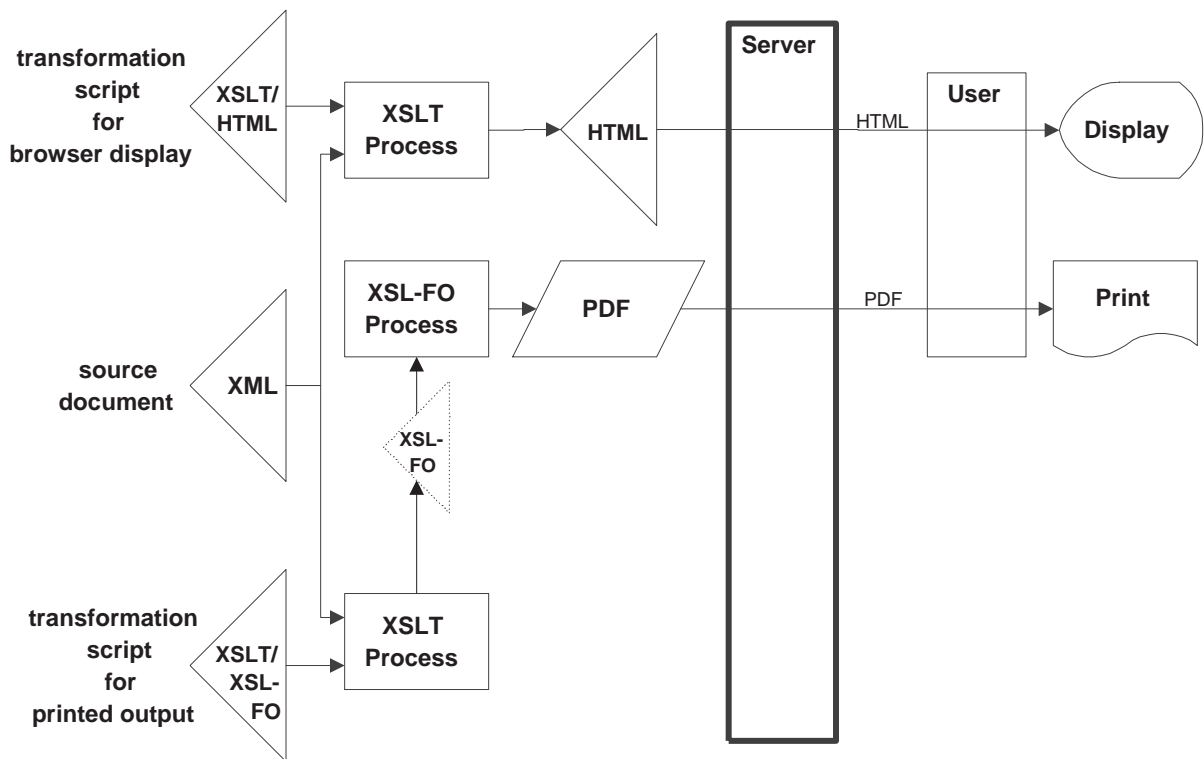 transformation
script
for
browser display
XSLT/
HTML
XSLT
Process
HTML
Server
HTML
User
Display
source
document
XML
XSL-FO
Process
PDF
PDF
Print
XSL-
FO
transformation
script
for
printed output
XSLT/
XSL-
FO
XSLT
Process